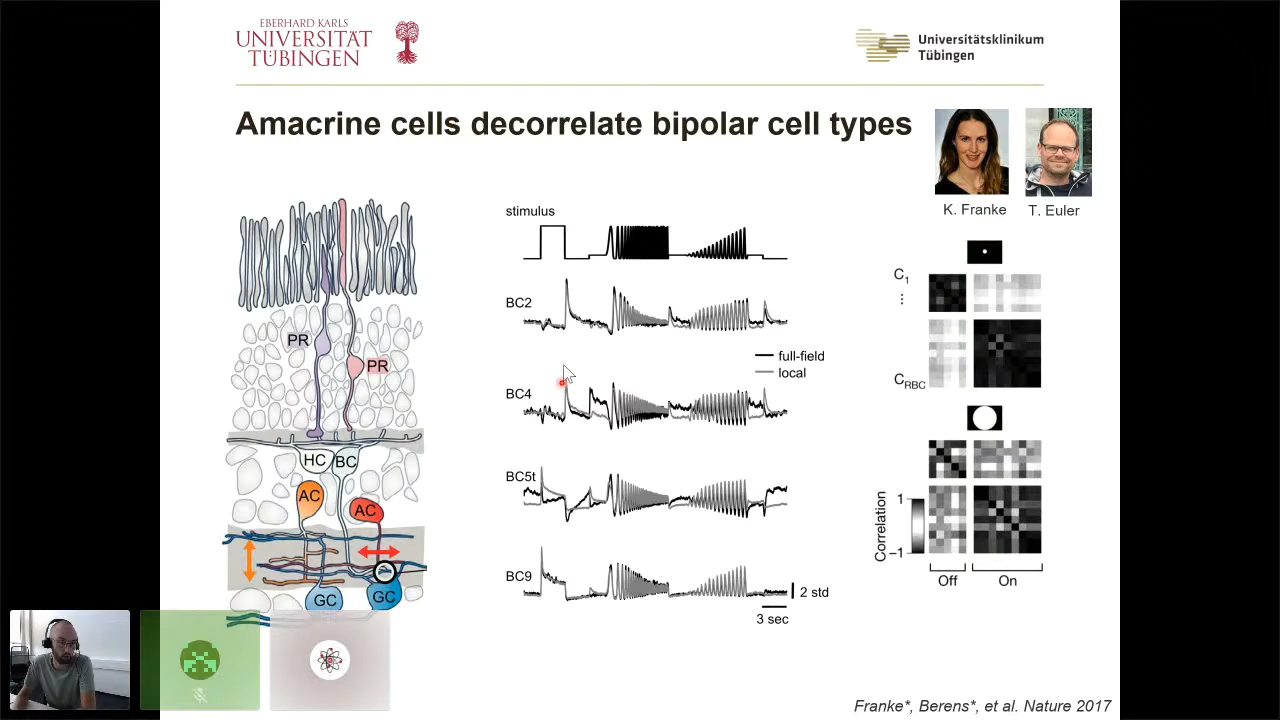 EBERHARD KARLS
UNIVERSITÄT
TÜBINGEN
Universitätsklinikum
Tübingen
Amacrine cells decorrelate bipolar cell types
K. Franke
T. Euler
PR
PR
HC
BC
AC
AC
GC
GC
stimulus
BC2
full-field
local
BC4
BC5t
BC9
2 std
3 sec
C1
⋮
CRBC
Correlation
1
−1
Off
On
Franke*, Berens*, et al. Nature 2017